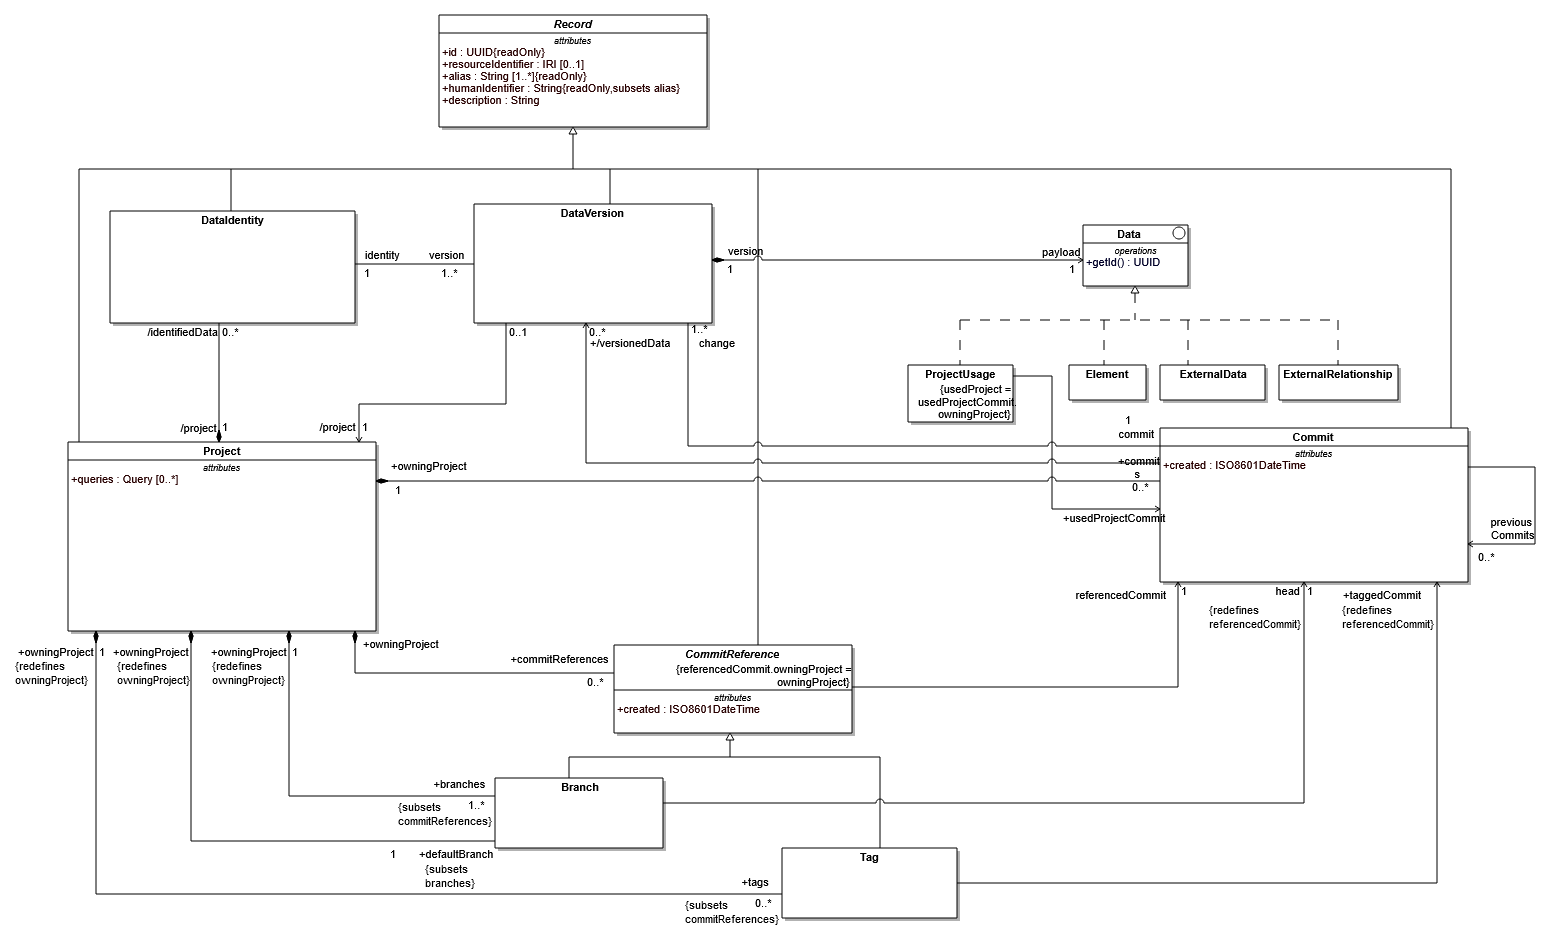 Record
attributes
+id : UUID{readOnly}
+resourceIdentifier : IRI [0..1]
+alias : String [1..*]{readOnly}
+humanIdentifier : String{readOnly,subsets alias}
+description : String
DataIdentity
identity
1
version
1..*
DataVersion
version
1
payload
1
Data
operations
+getId() : UUID
/identifiedData
0..*
0..1
0..*
+/versionedData
1..*
change
ProjectUsage
{usedProject =
usedProjectCommit.
owningProject}
Element
ExternalData
ExternalRelationship
/project
1
/project
1
1
commit
Project
attributes
+queries : Query [0..*]
+owningProject
1
+commit
s
0..*
Commit
attributes
+created : ISO8601DateTime
+usedProjectCommit
previous
Commits
0..*
referencedCommit
1
head
1
{redefines
referencedCommit}
+taggedCommit
{redefines
referencedCommit}
+owningProject
1
{redefines
owningProject}
+owningProject
{redefines
owningProject}
+owningProject
1
{redefines
owningProject}
+owningProject
+commitReferences
0..*
CommitReference
{referencedCommit.owningProject =
owningProject}
attributes
+created : ISO8601DateTime
+branches
1..*
{subsets
commitReferences}
Branch
1
+defaultBranch
{subsets
branches}
+tags
0..*
{subsets
commitReferences}
Tag